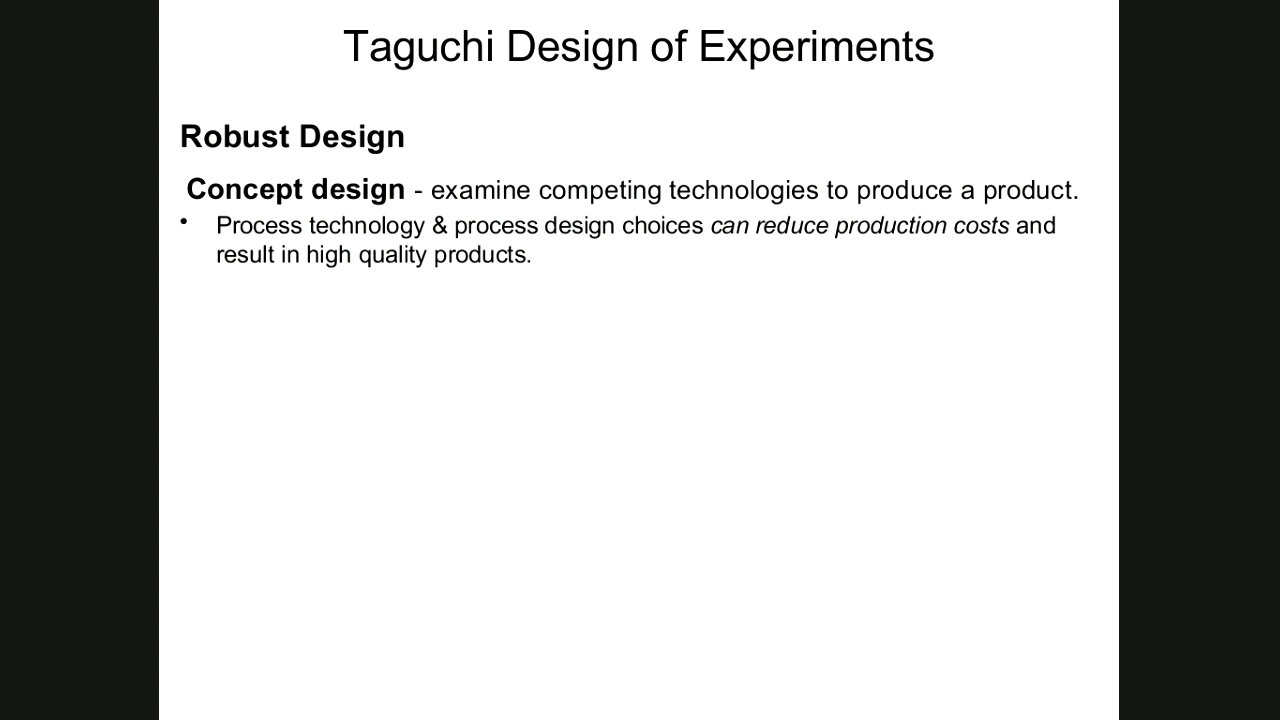 Taguchi Design of Experiments
Robust Design
Concept design - examine competing technologies to produce a product.
• Process technology & process design choices can reduce production costs and
result in high quality products.